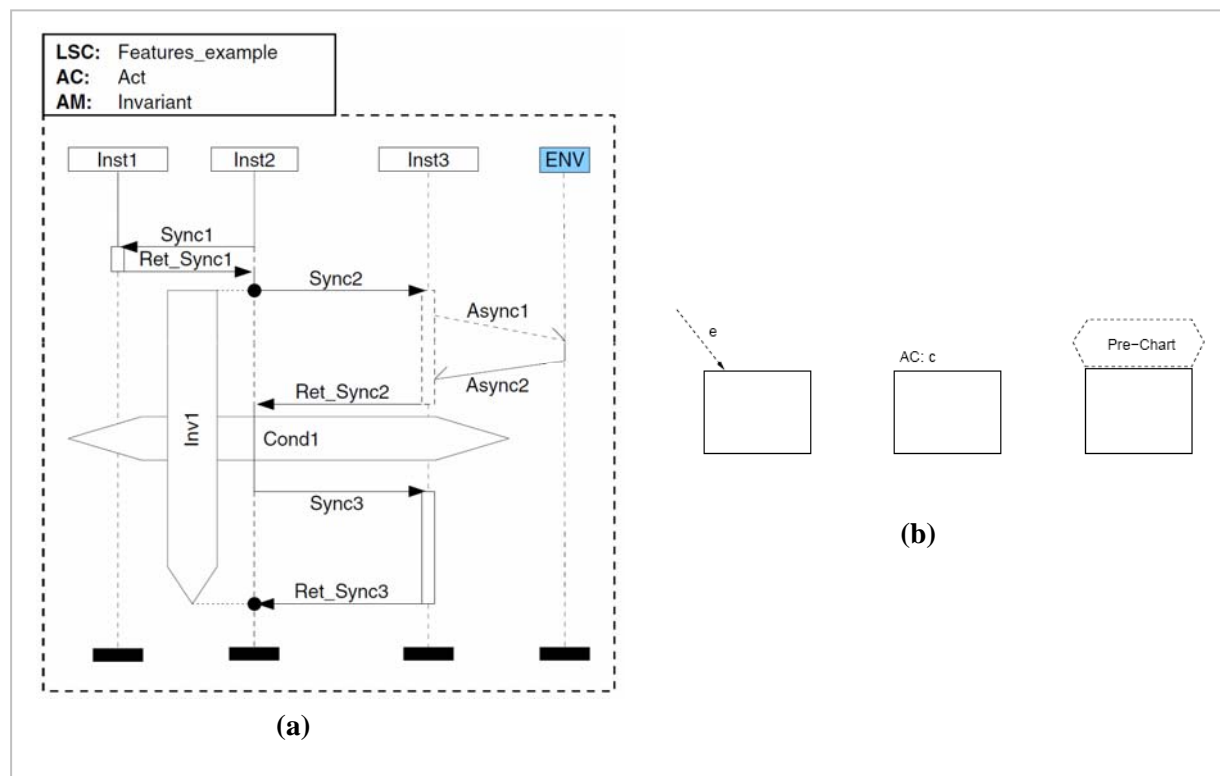 LSC: Features_example
AC: Act
AM: Invariant
Inst1 Inst2 Inst3 ENV
Sync1
Ret_Sync1
Sync2
Async1
Async2
Ret_Sync2
Inv1
Cond1
Sync3
Ret_Sync3
(a)
e
AC: c
Pre-Chart
(b)